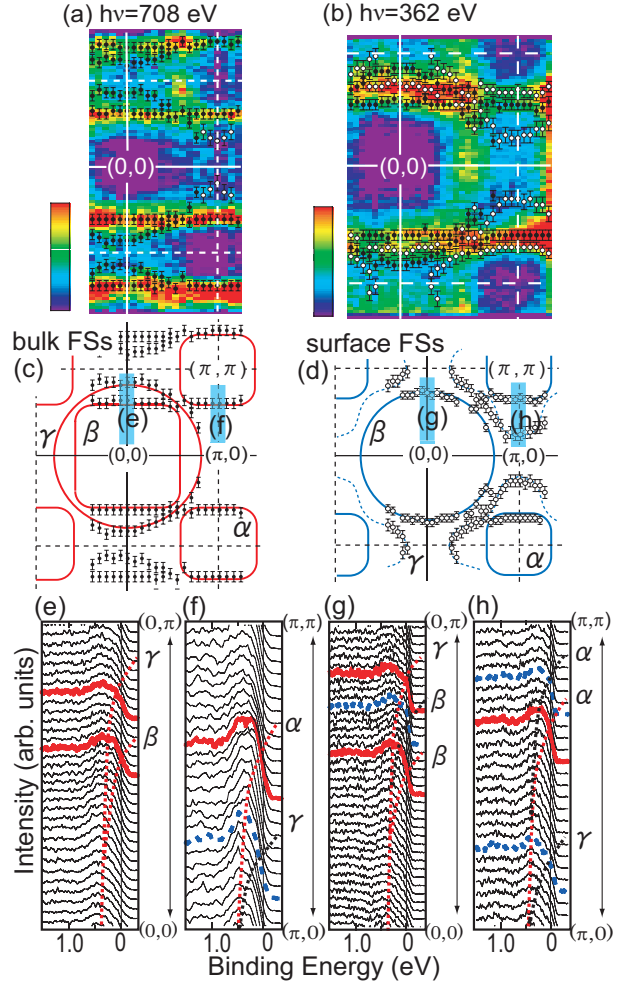 (a) hν=708 eV
(b) hν=362 eV
(0,0)
(0,0)
bulk FSs
surface FSs
(c)
(d)
(π,π)
(π,π)
(e)
(f)
(g)
(h)
γ
β
β
(0,0)
(π,0)
(0,0)
(π,0)
α
γ
α
(e)
(f)
(g)
(h)
(0,π)
(π,π)
(0,π)
(π,π)
γ
β
α
γ
γ
β
β
α
α
γ
(0,0)
(π,0)
(0,0)
(π,0)
Intensity (arb. units)
1.0 0 1.0 0 1.0 0 1.0 0
Binding Energy (eV)